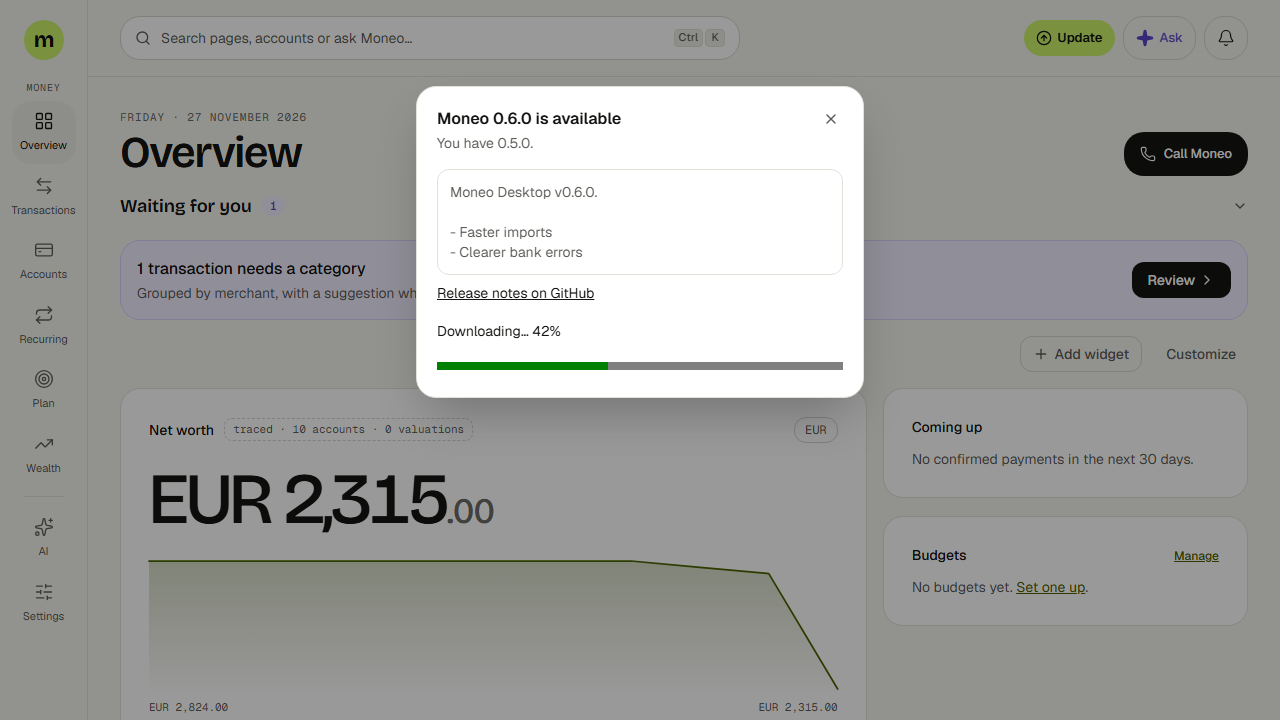 m
Search pages, accounts or ask Moneo…
Ctrl K
Update
Ask
MONEY
Overview
Transactions
Accounts
Recurring
Plan
Wealth
AI
Settings
FRIDAY · 27 NOVEMBER 2026
Overview
Call Moneo
Waiting for you 1
1 transaction needs a category
Grouped by merchant, with a suggestion wh
Review
Moneo 0.6.0 is available
You have 0.5.0.
Moneo Desktop v0.6.0.
- Faster imports
- Clearer bank errors
Release notes on GitHub
Downloading… 42%
Add widget
Customize
Net worth
traced · 10 accounts · 0 valuations
EUR
EUR 2,315.00
EUR 2,824.00
EUR 2,315.00
Coming up
No confirmed payments in the next 30 days.
Budgets
Manage
No budgets yet. Set one up.